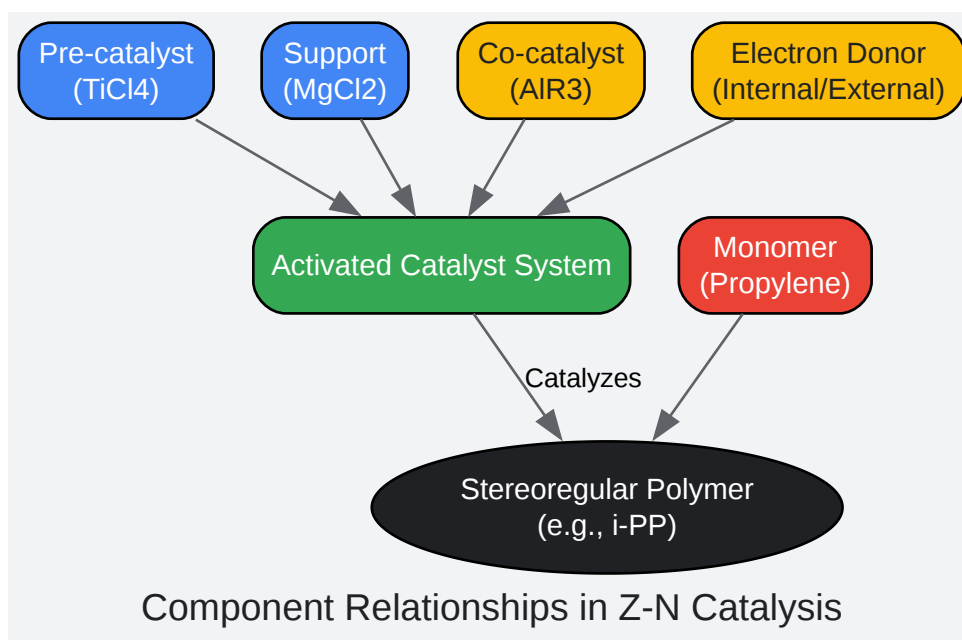 Pre-catalyst
(TiCl4)
Support
(MgCl2)
Co-catalyst
(AlR3)
Electron Donor
(Internal/External)
Activated Catalyst System
Monomer
(Propylene)
Catalyzes
Stereoregular Polymer
(e.g., i-PP)
Component Relationships in Z-N Catalysis